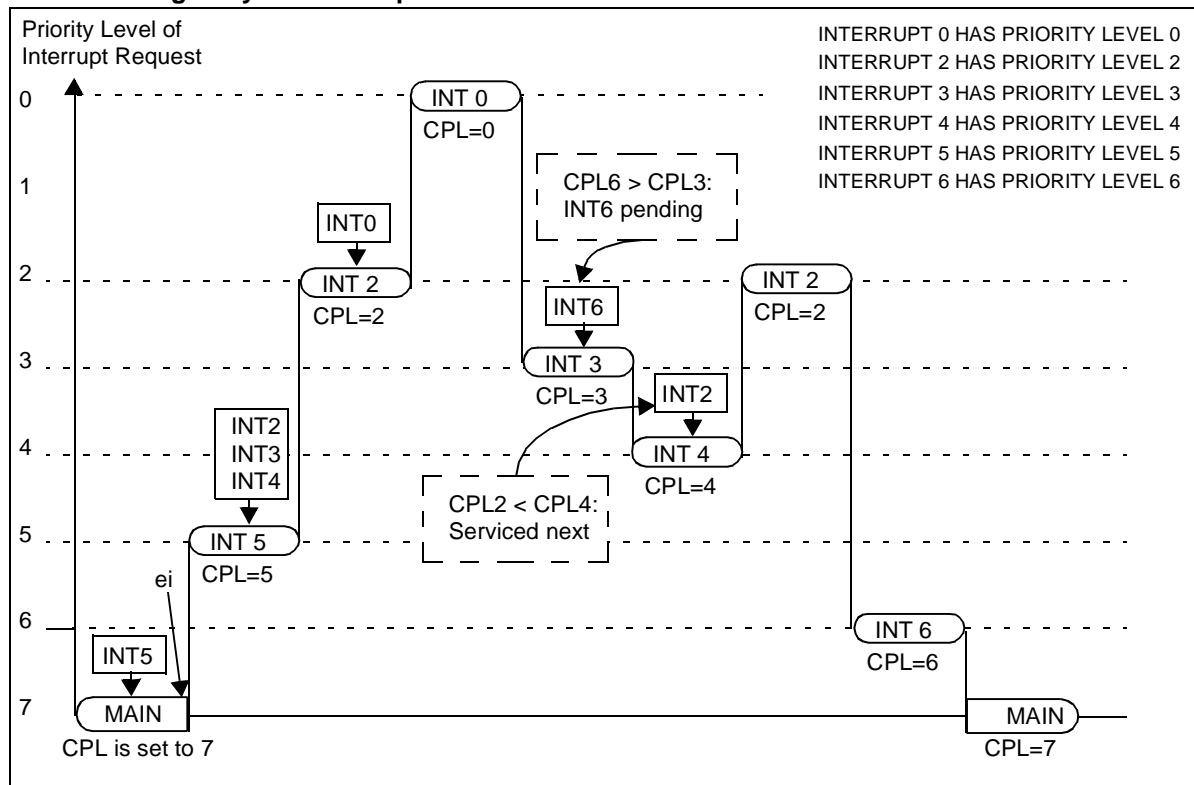 Priority Level of
Interrupt Request
INTERRUPT 0 HAS PRIORITY LEVEL 0
INTERRUPT 2 HAS PRIORITY LEVEL 2
INTERRUPT 3 HAS PRIORITY LEVEL 3
INTERRUPT 4 HAS PRIORITY LEVEL 4
INTERRUPT 5 HAS PRIORITY LEVEL 5
INTERRUPT 6 HAS PRIORITY LEVEL 6
0
INT 0
CPL=0
1
CPL6 > CPL3:
INT6 pending
INT0
2
INT 2
CPL=2
INT 2
CPL=2
INT6
3
INT 3
CPL=3
INT2
INT2
INT3
INT4
4
INT 4
CPL=4
CPL2 < CPL4:
Serviced next
5
INT 5
CPL=5
ei
6
INT 6
CPL=6
INT5
7
MAIN
CPL is set to 7
MAIN
CPL=7